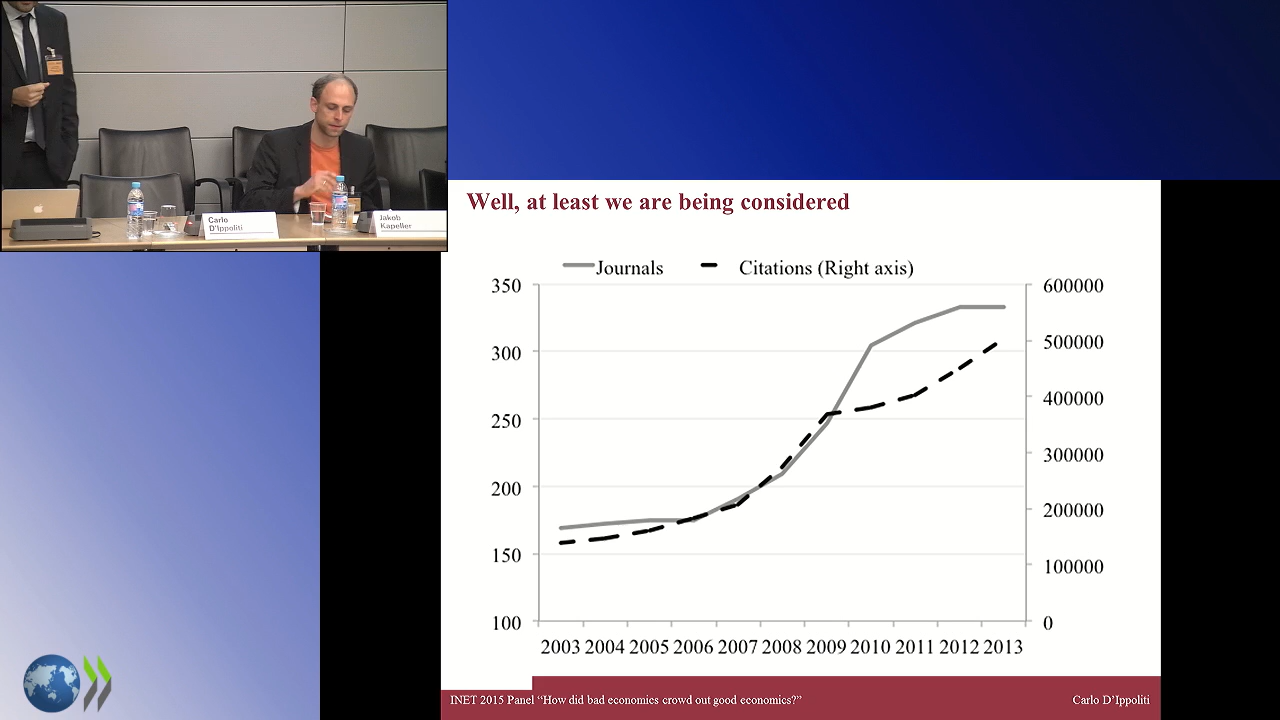 Carlo
D'Ippoliti
Jakob
Kapeller
Well, at least we are being considered
Journals
Citations (Right axis)
350
300
250
200
150
100
600000
500000
400000
300000
200000
100000
0
2003 2004 2005 2006 2007 2008 2009 2010 2011 2012 2013
INET 2015 Panel “How did bad economics crowd out good economics?”
Carlo D’Ippoliti